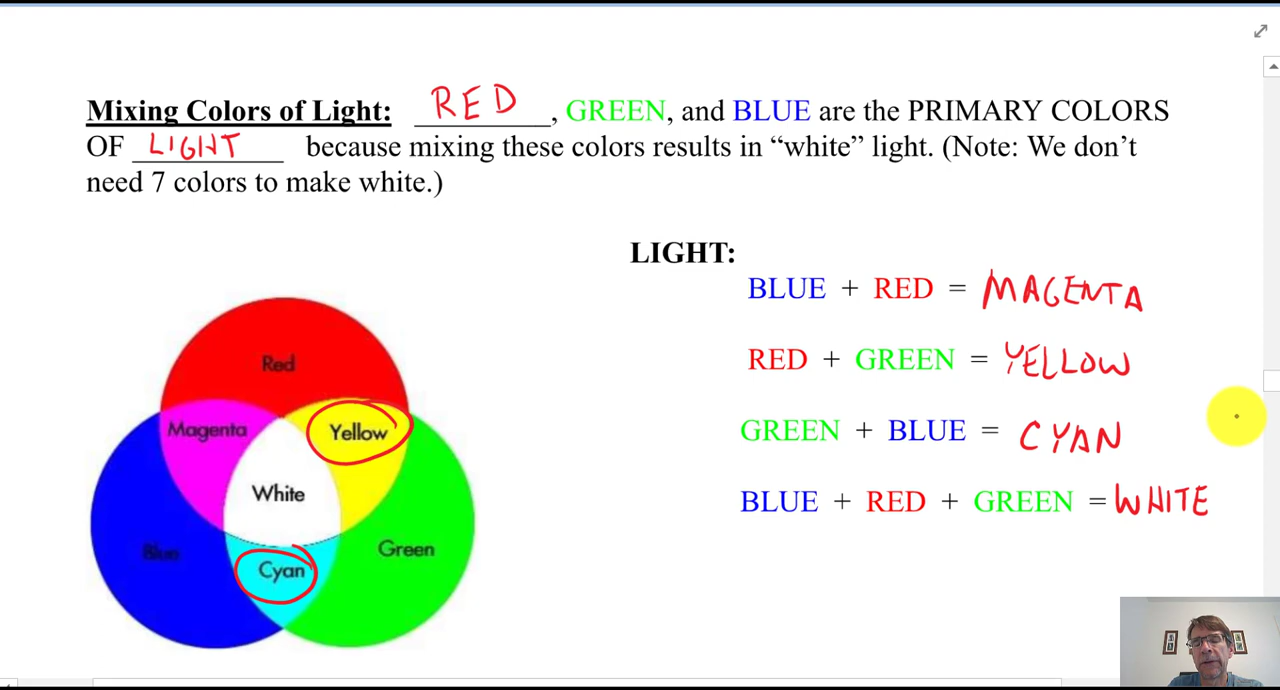 Mixing Colors of Light: RED, GREEN, and BLUE are the PRIMARY COLORS
OF LIGHT because mixing these colors results in “white” light. (Note: We don’t
need 7 colors to make white.)
LIGHT:
BLUE + RED = MAGENTA
RED + GREEN = YELLOW
GREEN + BLUE = CYAN
BLUE + RED + GREEN = WHITE
Red
Magenta
Yellow
White
Blue
Green
Cyan